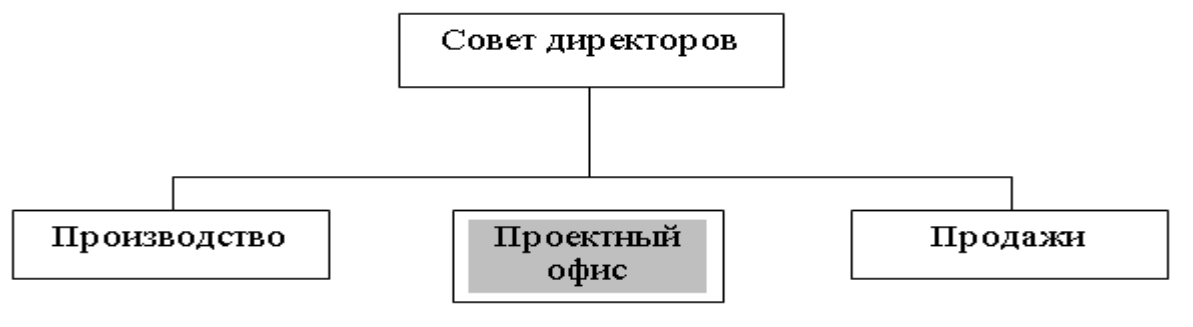 Совет директоров
Производство
Проектный
офис
Продажи